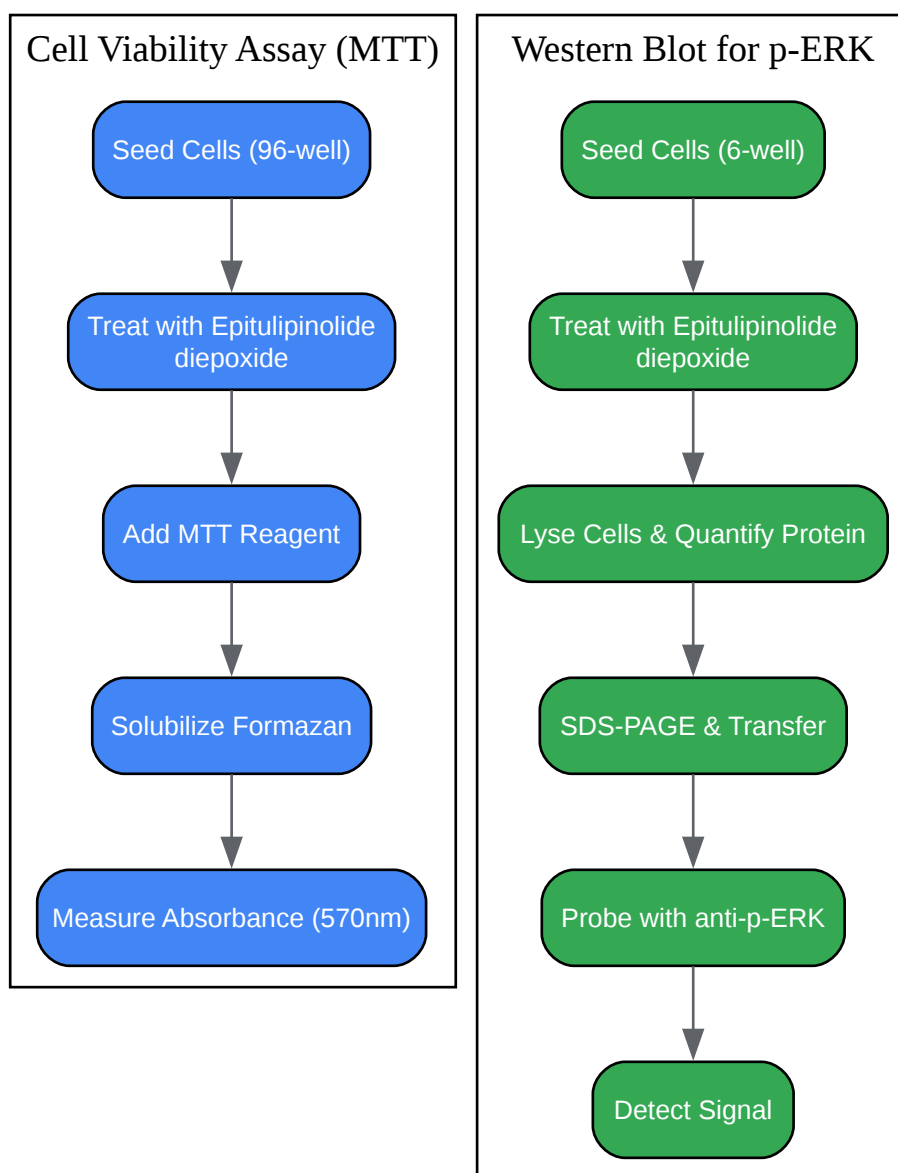 Cell Viability Assay (MTT)
Seed Cells (96-well)
Treat with Epitulipinolide
diepoxide
Add MTT Reagent
Solubilize Formazan
Measure Absorbance (570nm)
Western Blot for p-ERK
Seed Cells (6-well)
Treat with Epitulipinolide
diepoxide
Lyse Cells & Quantify Protein
SDS-PAGE & Transfer
Probe with anti-p-ERK
Detect Signal